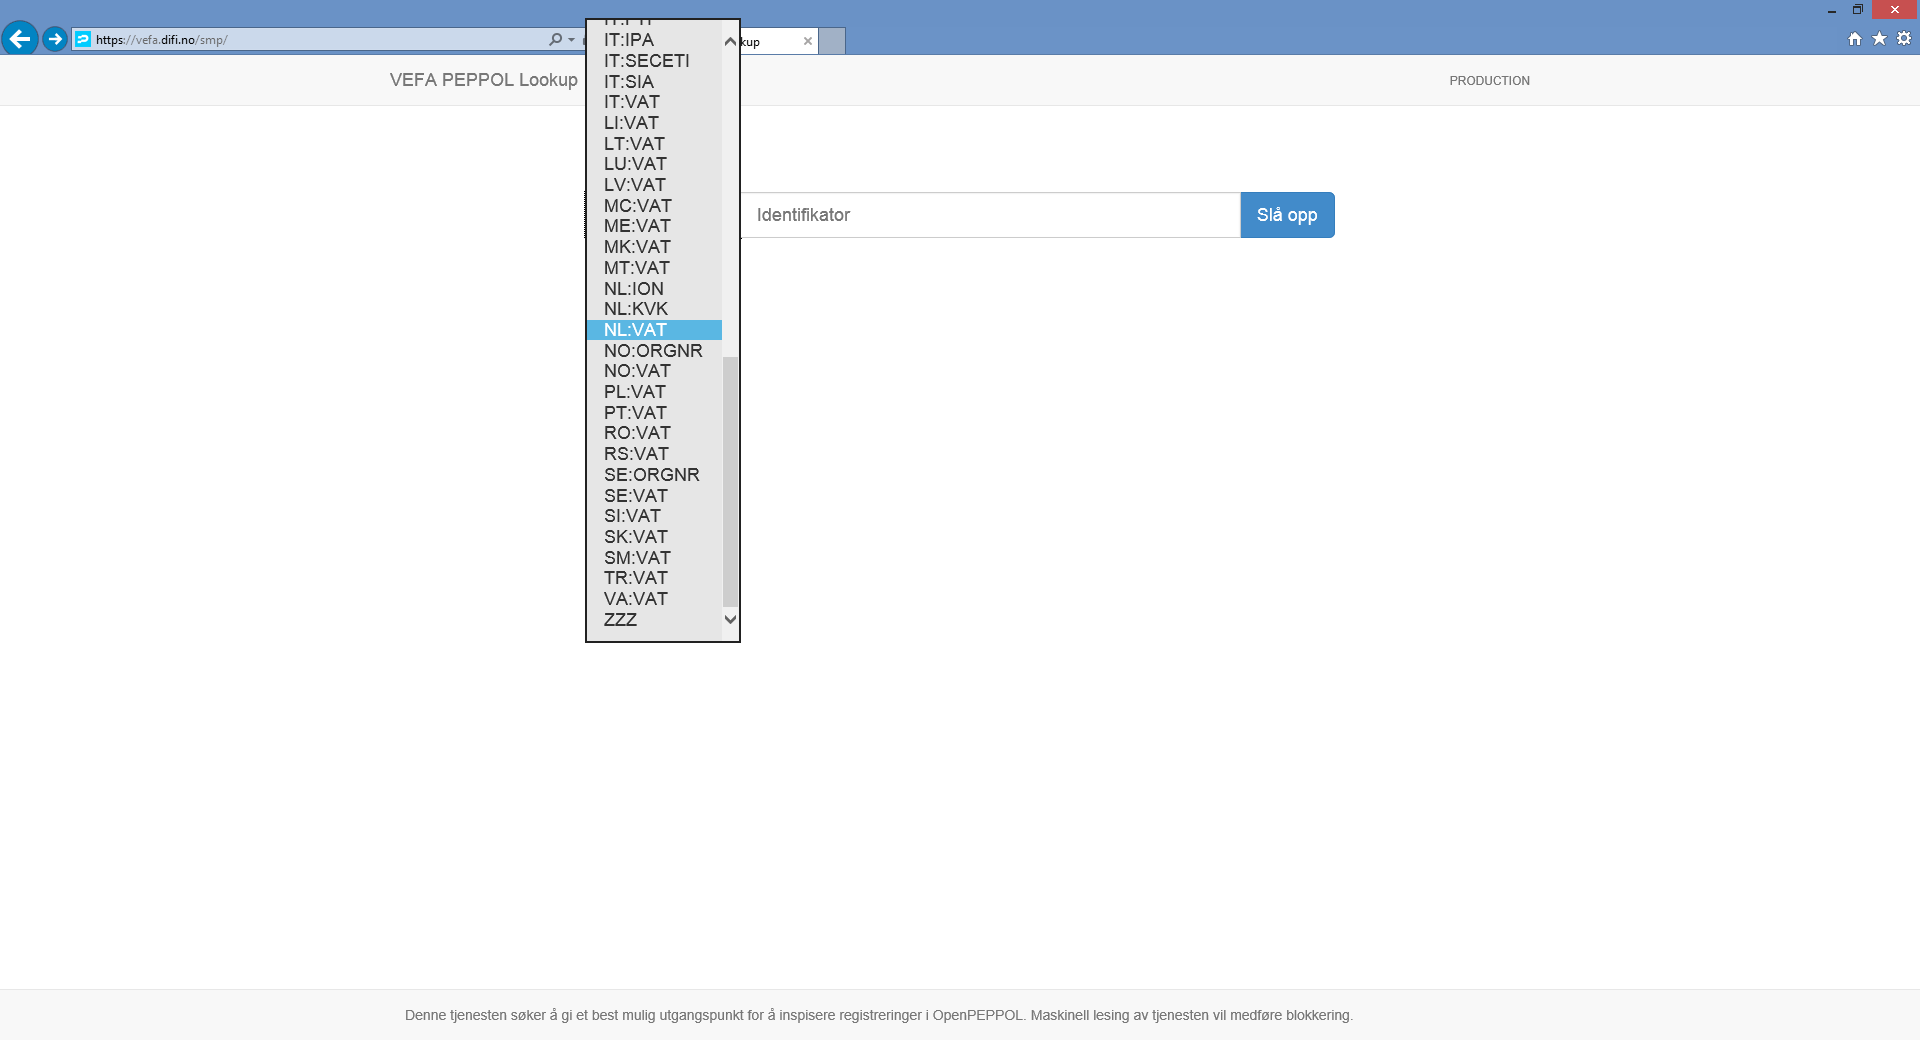 https://vefa.difi.no/smp/
kup
VEFA PEPPOL Lookup
PRODUCTION
IT:IPA
IT:SECETI
IT:SIA
IT:VAT
LI:VAT
LT:VAT
LU:VAT
LV:VAT
MC:VAT
ME:VAT
MK:VAT
MT:VAT
NL:ION
NL:KVK
NL:VAT
NO:ORGNR
NO:VAT
PL:VAT
PT:VAT
RO:VAT
RS:VAT
SE:ORGNR
SE:VAT
SI:VAT
SK:VAT
SM:VAT
TR:VAT
VA:VAT
ZZZ
Identifikator
Slå opp
Denne tjenesten søker å gi et best mulig utgangspunkt for å inspisere registreringer i OpenPEPPOL. Maskinell lesing av tjenesten vil medføre blokkering.